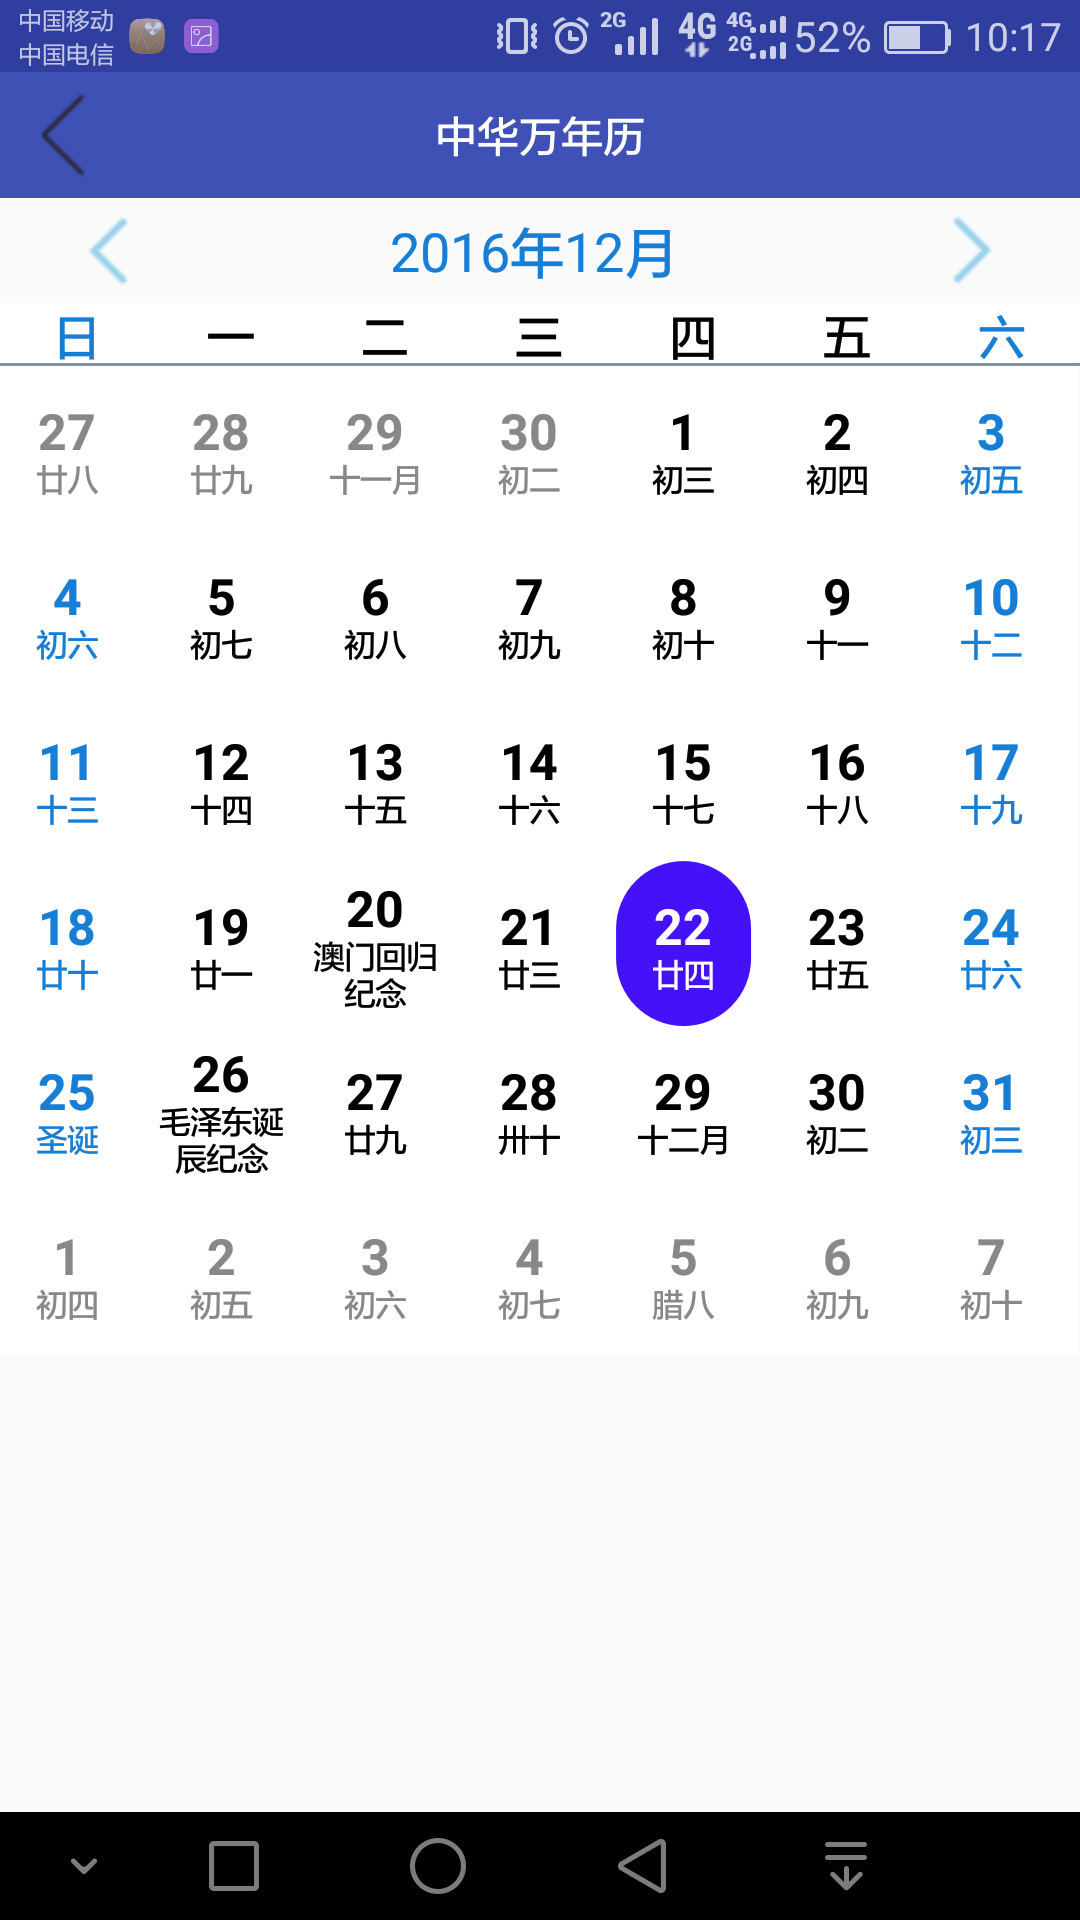 中国移动
中国电信
2G 4G 4G 2G 52% 10:17
中华万年历
2016年12月
日 一 二 三 四 五 六
27 28 29 30 1 2 3
廿八 廿九 十一月 初二 初三 初四 初五
4 5 6 7 8 9 10
初六 初七 初八 初九 初十 十一 十二
11 12 13 14 15 16 17
十三 十四 十五 十六 十七 十八 十九
18 19 20 21 22 23 24
廿十 廿一 澳门回归 廿三 廿四 廿五 廿六
纪念
25 26 27 28 29 30 31
圣诞 毛泽东诞 廿九 卅十 十二月 初二 初三
辰纪念
1 2 3 4 5 6 7
初四 初五 初六 初七 腊八 初九 初十